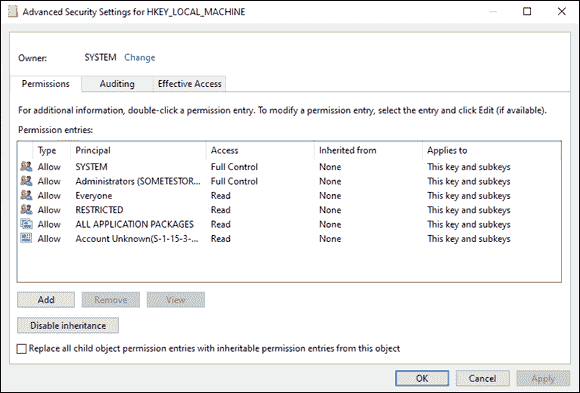 Advanced Security Settings for HKEY_LOCAL_MACHINE
Owner: SYSTEM Change
Permissions Auditing Effective Access
For additional information, double-click a permission entry. To modify a permission entry, select the entry and click Edit (if available).
Permission entries:
Type Principal Access Inherited from Applies to
Allow SYSTEM Full Control None This key and subkeys
Allow Administrators (SOMETESTOR... Full Control None This key and subkeys
Allow Everyone Read None This key and subkeys
Allow RESTRICTED Read None This key and subkeys
Allow ALL APPLICATION PACKAGES Read None This key and subkeys
Allow Account Unknown(S-1-15-3-... Read None This key and subkeys
Add Remove View
Disable inheritance
Replace all child object permission entries with inheritable permission entries from this object
OK Cancel Apply